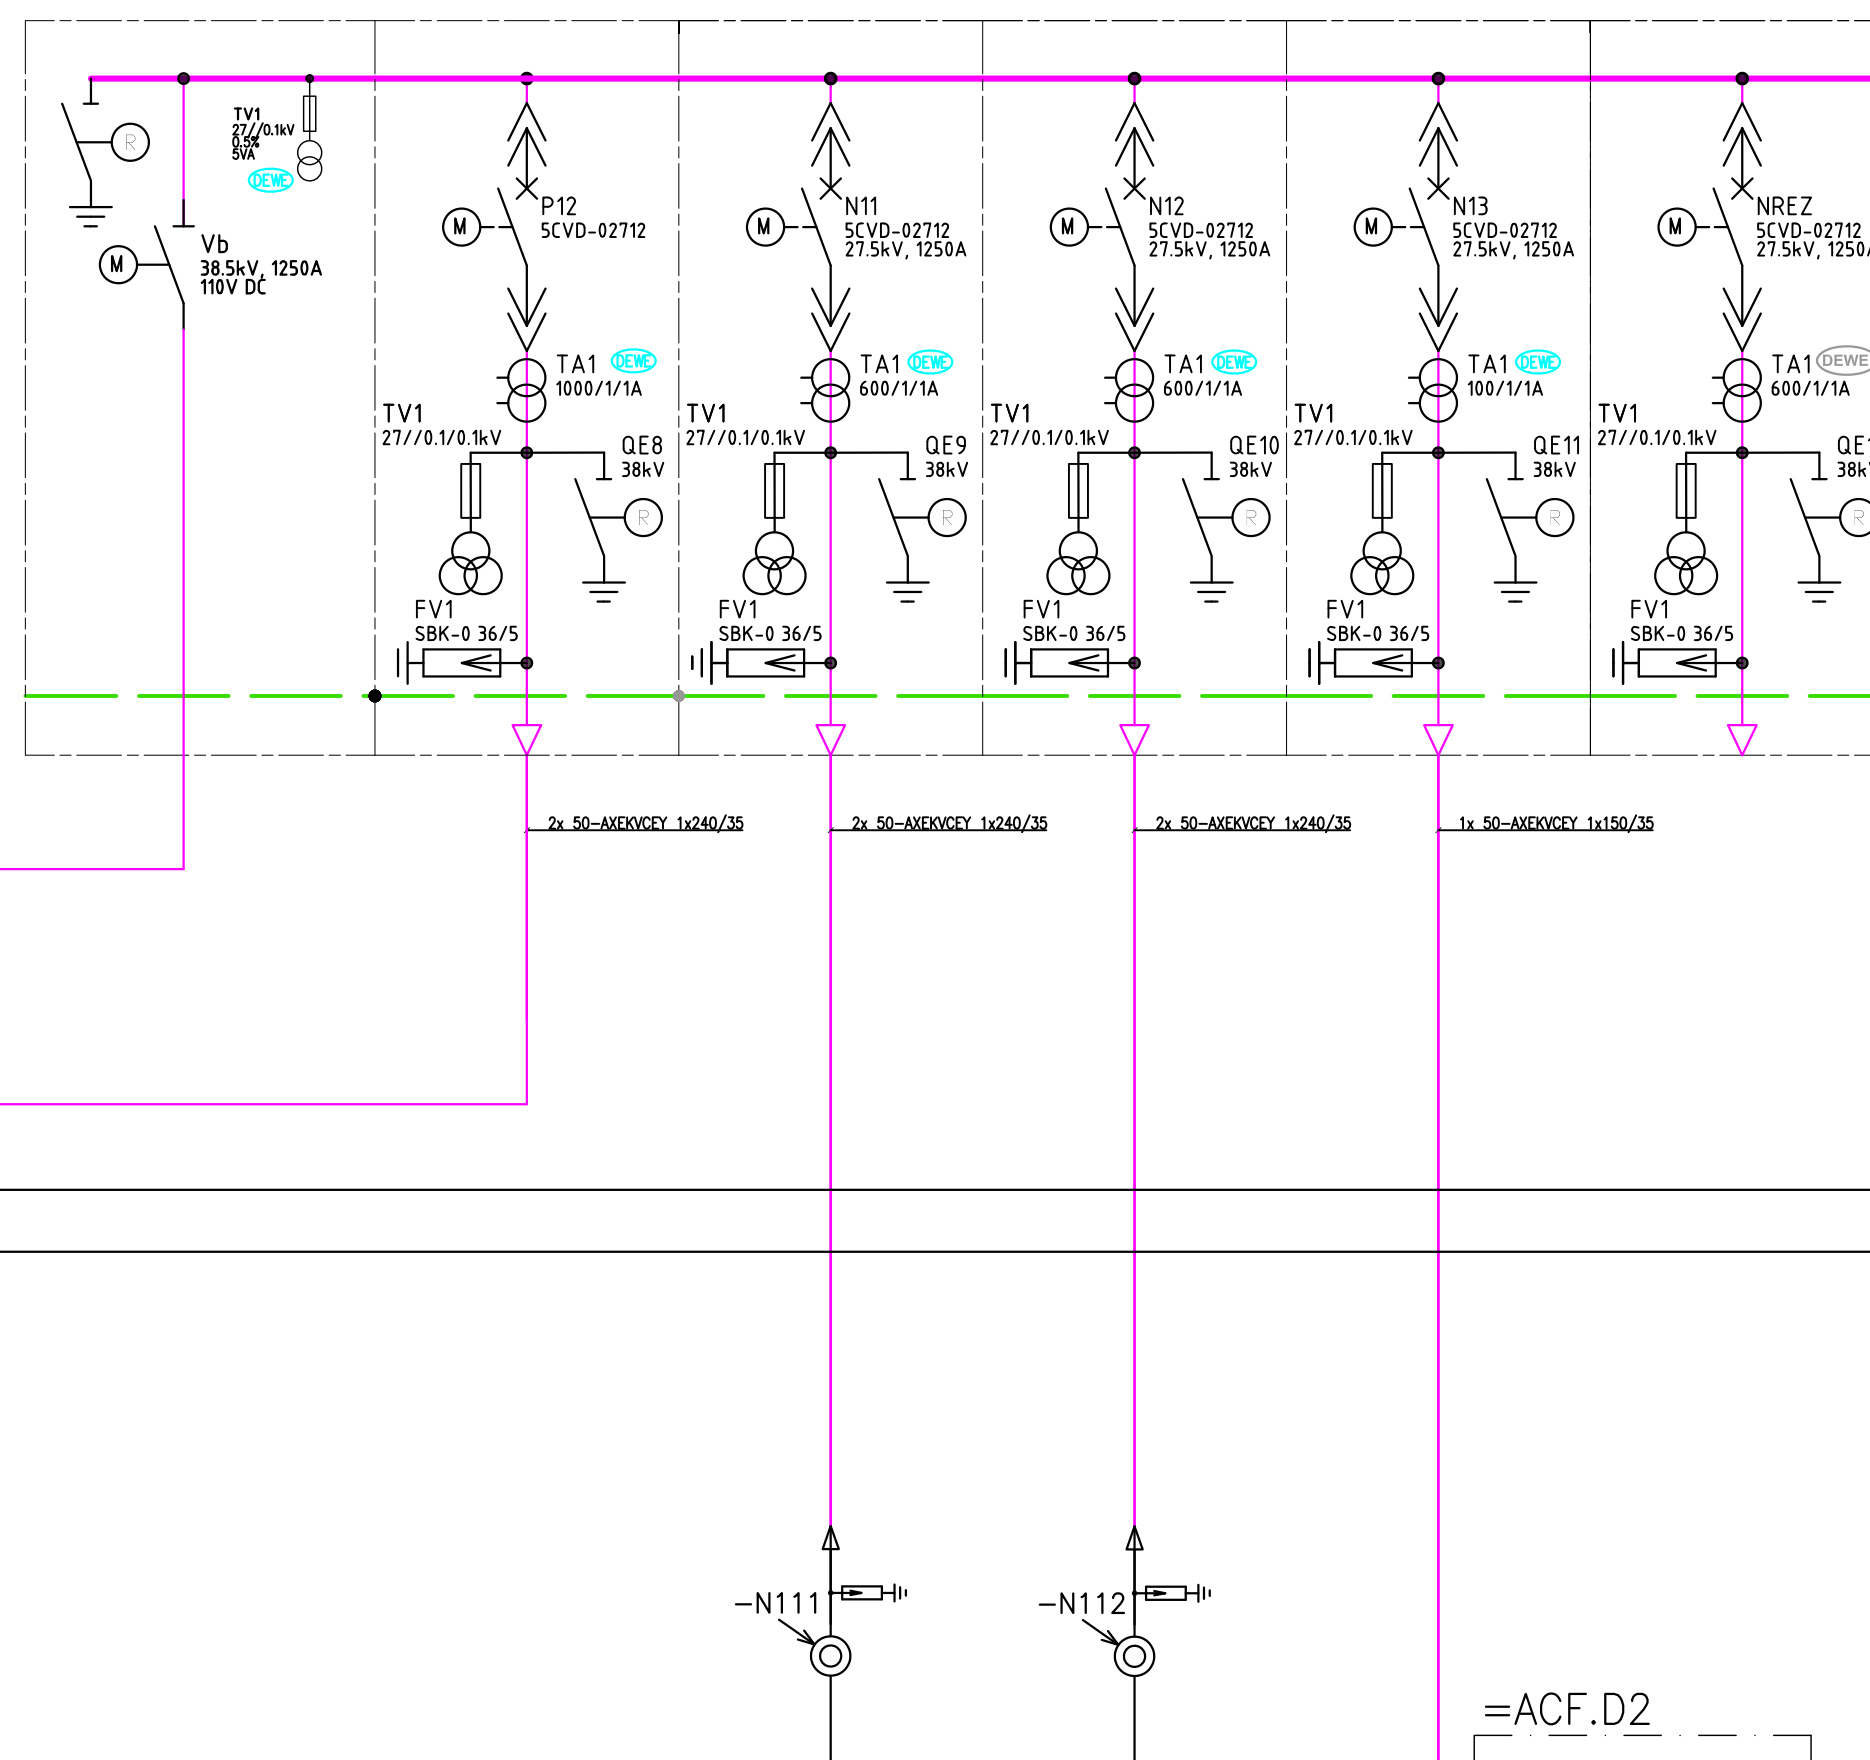 R
TV1
27//0.1kV
0.5%
5VA
DEWE
M
Vb
38.5kV, 1250A
110V DC
M
P12
5CVD-02712
TA1 DEWE
1000/1/1A
TV1
27//0.1/0.1kV
QE8
38kV
R
FV1
SBK-0 36/5
M
N11
5CVD-02712
27.5kV, 1250A
TA1 DEWE
600/1/1A
TV1
27//0.1/0.1kV
QE9
38kV
R
FV1
SBK-0 36/5
M
N12
5CVD-02712
27.5kV, 1250A
TA1 DEWE
600/1/1A
TV1
27//0.1/0.1kV
QE10
38kV
R
FV1
SBK-0 36/5
M
N13
5CVD-02712
27.5kV, 1250A
TA1 DEWE
100/1/1A
TV1
27//0.1/0.1kV
QE11
38kV
R
FV1
SBK-0 36/5
M
NREZ
5CVD-02712
27.5kV, 1250A
TA1 DEWE
600/1/1A
TV1
27//0.1/0.1kV
QE1
38kV
R
FV1
SBK-0 36/5
2x 50-AXEKVCEY 1x240/35
2x 50-AXEKVCEY 1x240/35
2x 50-AXEKVCEY 1x240/35
1x 50-AXEKVCEY 1x150/35
-N111
-N112
=ACF.D2